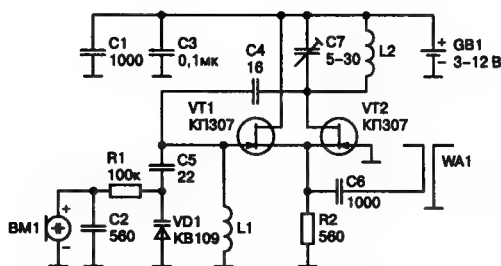 C1
1000
C3
0,1мк
C4
16
C7
5–30
L2
+
GB1
3–12 В
VT1
КП307
VT2
КП307
R1
100к
C5
22
C6
1000
WA1
BM1
+
–
C2
560
VD1
КВ109
L1
R2
560